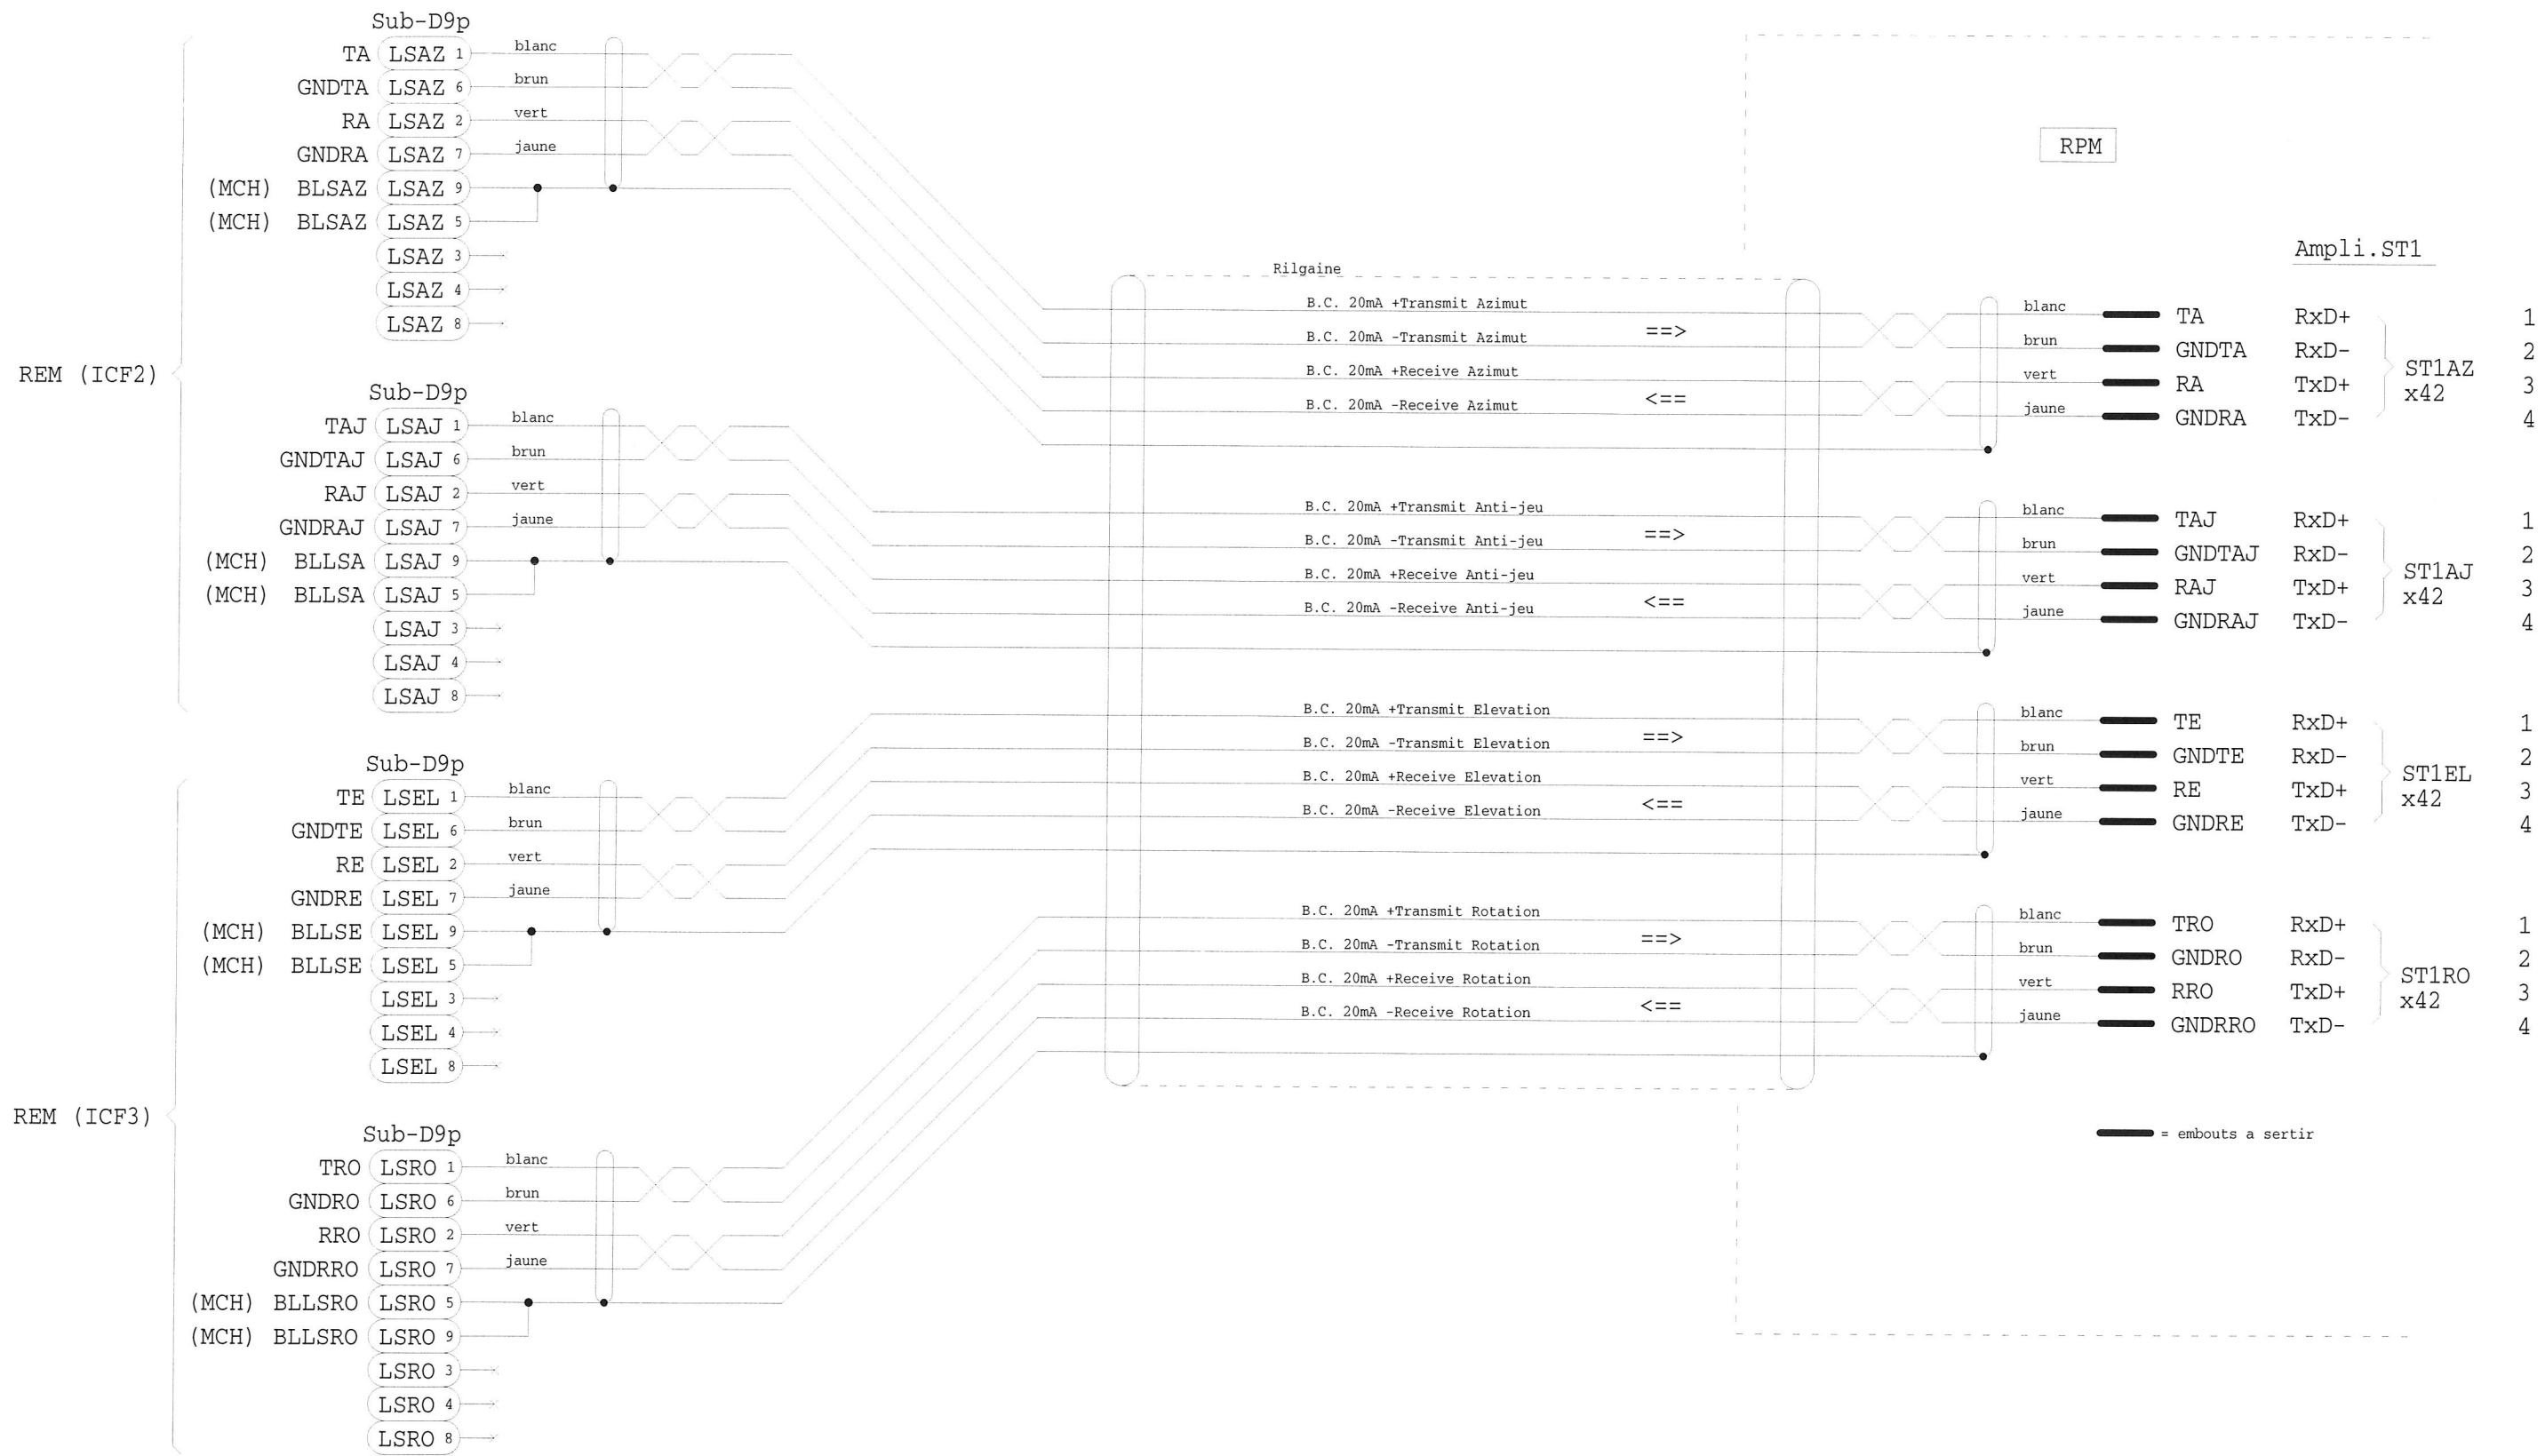 Sub-D9p
TA LSAZ 1 blanc
GNDTA LSAZ 6 brun
RA LSAZ 2 vert
GNDRA LSAZ 7 jaune
(MCH) BLSAZ LSAZ 9
(MCH) BLSAZ LSAZ 5
LSAZ 3
LSAZ 4
LSAZ 8
REM (ICF2)
Sub-D9p
TAJ LSAJ 1 blanc
GNDTAJ LSAJ 6 brun
RAJ LSAJ 2 vert
GNDRAJ LSAJ 7 jaune
(MCH) BLLSA LSAJ 9
(MCH) BLLSA LSAJ 5
LSAJ 3
LSAJ 4
LSAJ 8
Sub-D9p
TE LSEL 1 blanc
GNDTE LSEL 6 brun
RE LSEL 2 vert
GNDRE LSEL 7 jaune
(MCH) BLLSE LSEL 9
(MCH) BLLSE LSEL 5
LSEL 3
LSEL 4
LSEL 8
REM (ICF3)
Sub-D9p
TRO LSRO 1 blanc
GNDRO LSRO 6 brun
RRO LSRO 2 vert
GNDRRO LSRO 7 jaune
(MCH) BLLSRO LSRO 5
(MCH) BLLSRO LSRO 9
LSRO 3
LSRO 4
LSRO 8
RPM
Ampli.ST1
Rilgaine
B.C. 20mA +Transmit Azimut
B.C. 20mA -Transmit Azimut ==>
B.C. 20mA +Receive Azimut
B.C. 20mA -Receive Azimut <==
blanc TA RxD+ 1
brun GNDTA RxD- 2
vert RA TxD+ 3
jaune GNDRA TxD- 4
ST1AZ
x42
B.C. 20mA +Transmit Anti-jeu
B.C. 20mA -Transmit Anti-jeu ==>
B.C. 20mA +Receive Anti-jeu
B.C. 20mA -Receive Anti-jeu <==
blanc TAJ RxD+ 1
brun GNDTAJ RxD- 2
vert RAJ TxD+ 3
jaune GNDRAJ TxD- 4
ST1AJ
x42
B.C. 20mA +Transmit Elevation
B.C. 20mA -Transmit Elevation ==>
B.C. 20mA +Receive Elevation
B.C. 20mA -Receive Elevation <==
blanc TE RxD+ 1
brun GNDTE RxD- 2
vert RE TxD+ 3
jaune GNDRE TxD- 4
ST1EL
x42
B.C. 20mA +Transmit Rotation
B.C. 20mA -Transmit Rotation ==>
B.C. 20mA +Receive Rotation
B.C. 20mA -Receive Rotation <==
blanc TRO RxD+ 1
brun GNDRO RxD- 2
vert RRO TxD+ 3
jaune GNDRRO TxD- 4
ST1RO
x42
= embouts a sertir